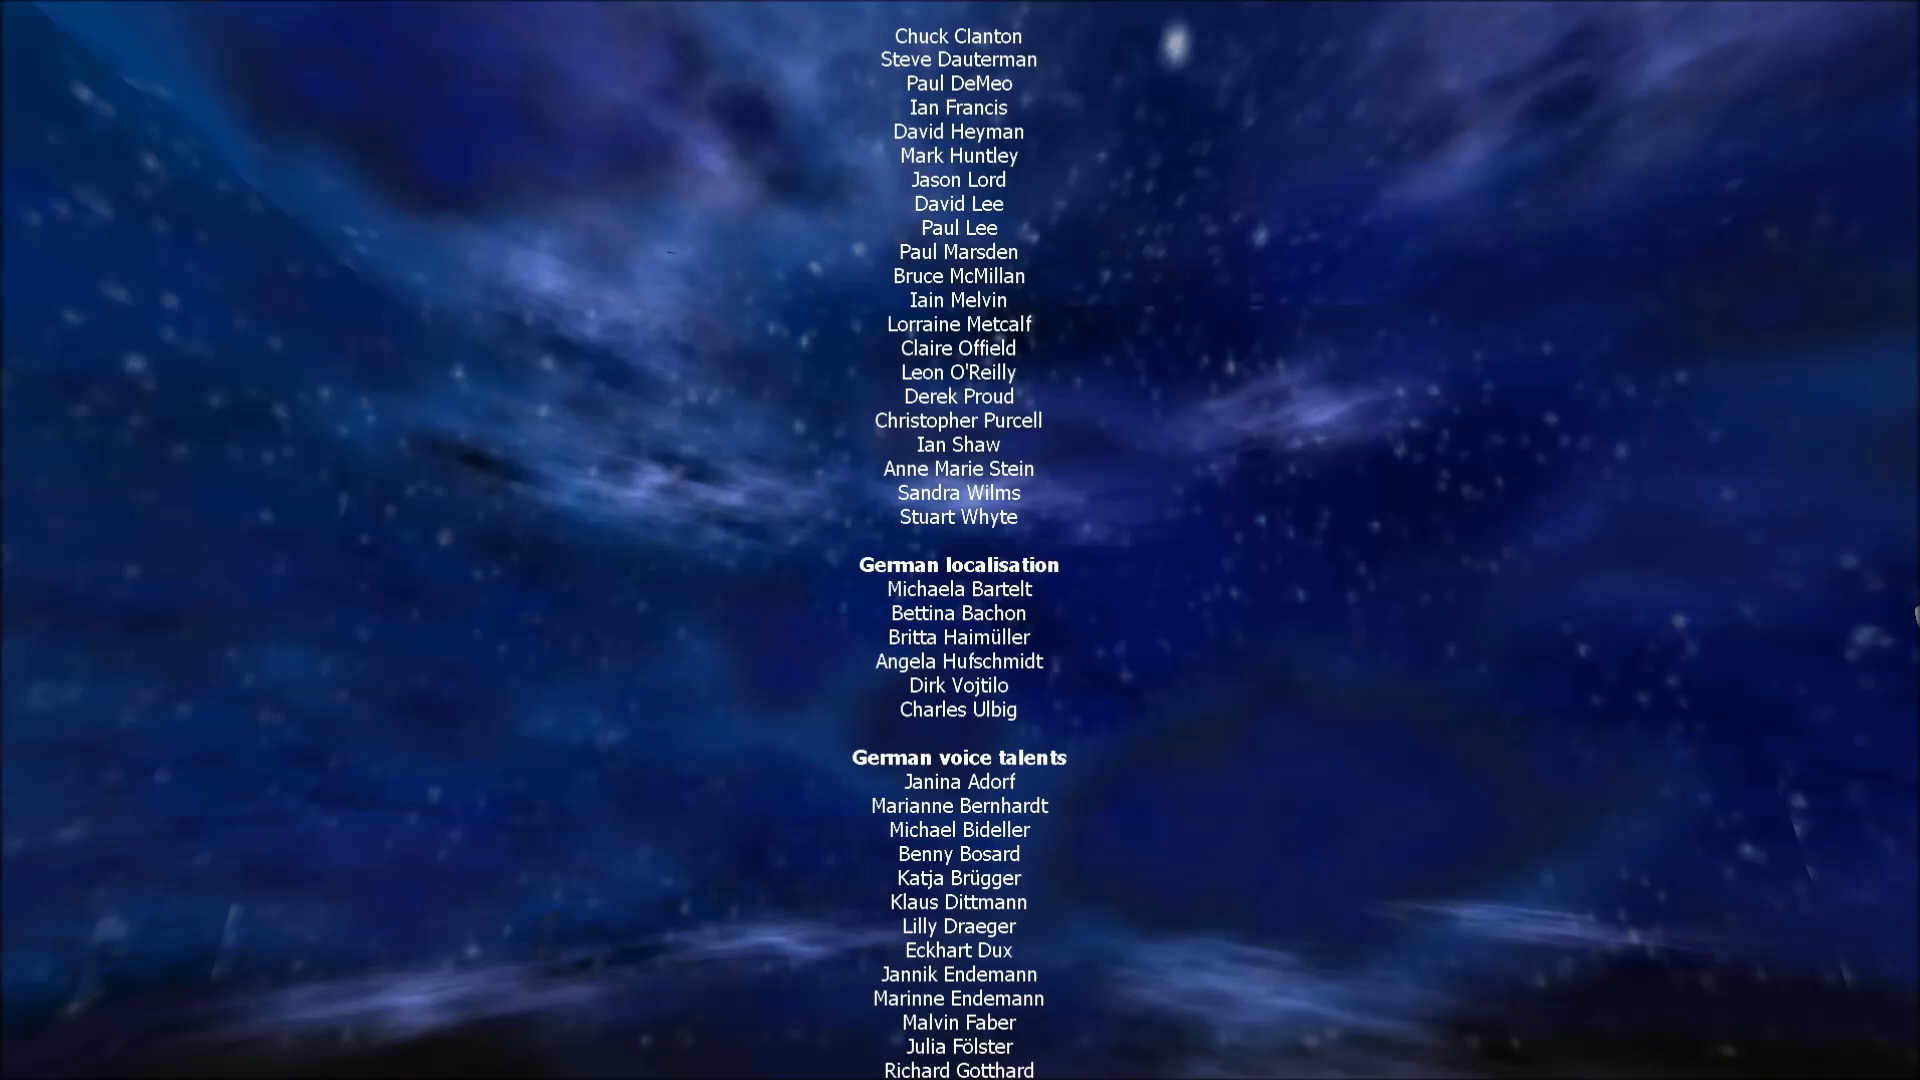 Chuck Clanton
Steve Dauterman
Paul DeMeo
Ian Francis
David Heyman
Mark Huntley
Jason Lord
David Lee
Paul Lee
Paul Marsden
Bruce McMillan
Iain Melvin
Lorraine Metcalf
Claire Offield
Leon O'Reilly
Derek Proud
Christopher Purcell
Ian Shaw
Anne Marie Stein
Sandra Wilms
Stuart Whyte
German localisation
Michaela Bartelt
Bettina Bachon
Britta Haimüller
Angela Hufschmidt
Dirk Vojtilo
Charles Ulbig
German voice talents
Janina Adorf
Marianne Bernhardt
Michael Bideller
Benny Bosard
Katja Brügger
Klaus Dittmann
Lilly Draeger
Eckhart Dux
Jannik Endemann
Marinne Endemann
Malvin Faber
Julia Fölster
Richard Gotthard